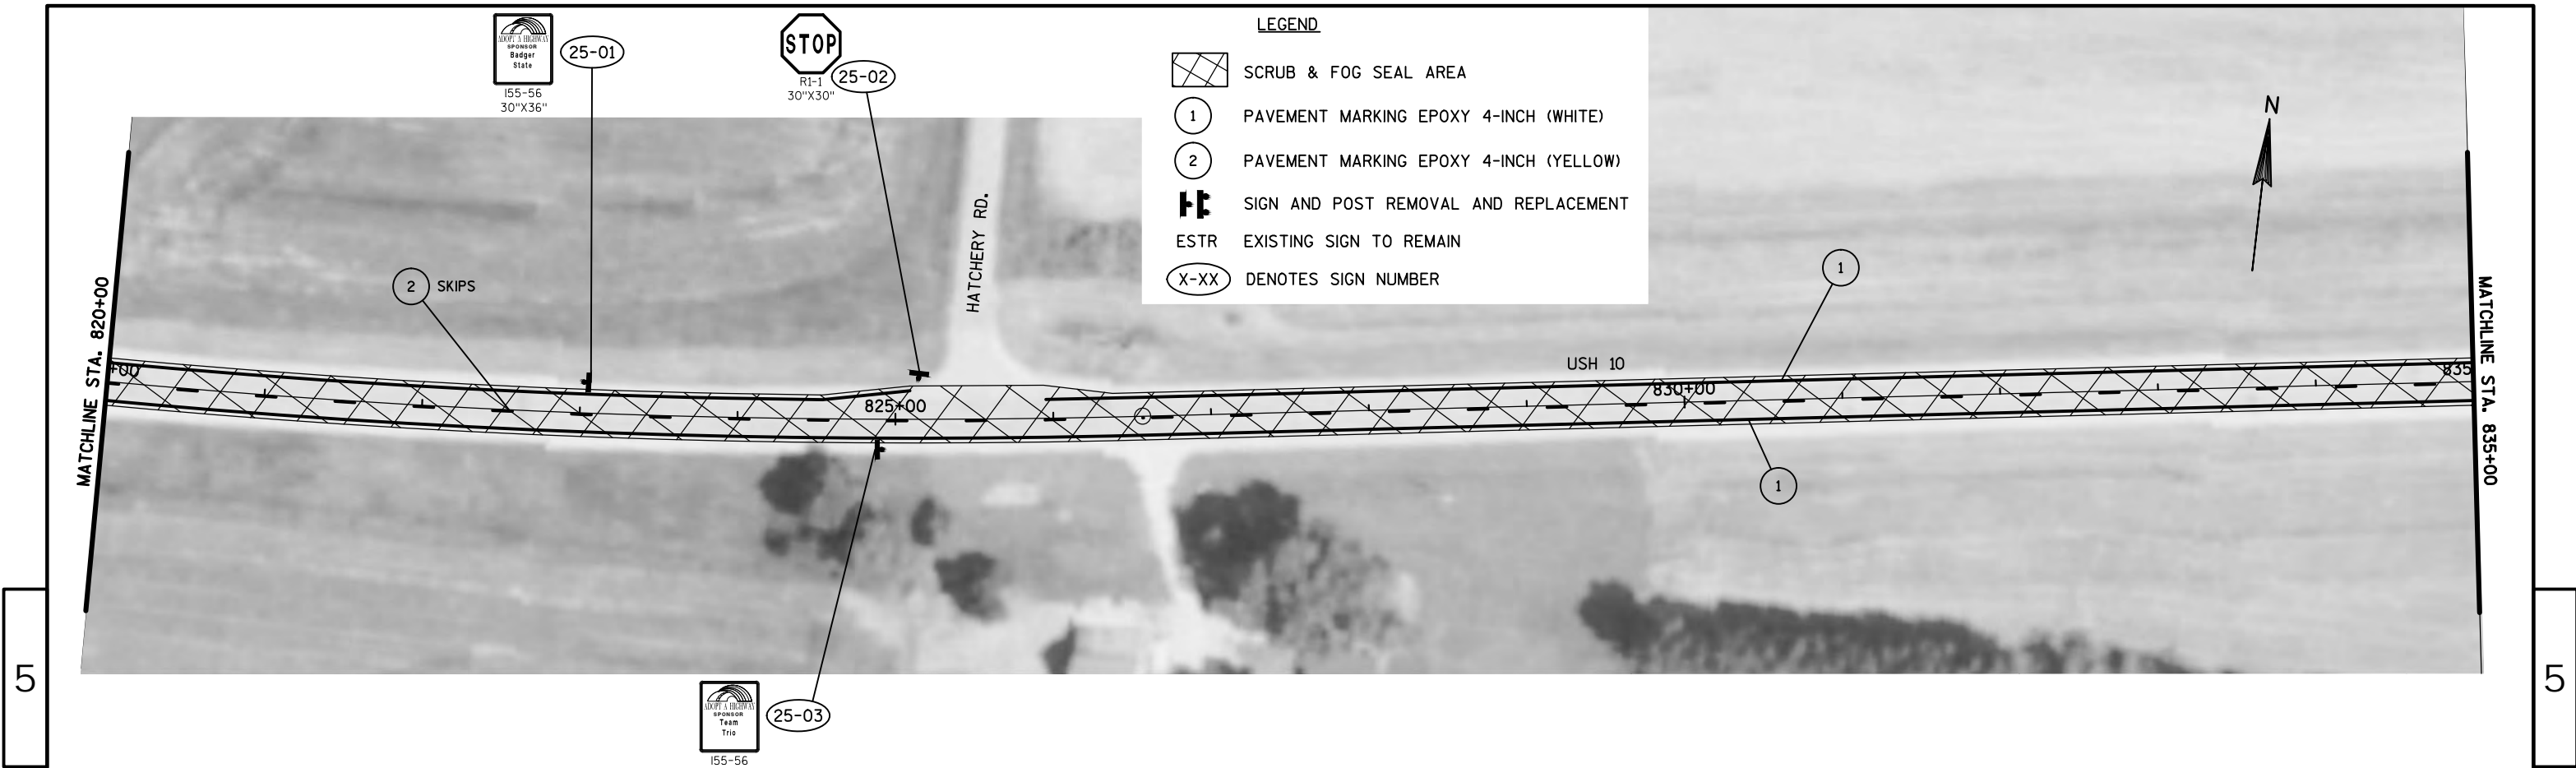 ADOPT A HIGHWAY
SPONSOR
Badger
State
I55-56
30"X36"
25-01
STOP
R1-1
30"X30"
25-02
LEGEND
SCRUB & FOG SEAL AREA
1 PAVEMENT MARKING EPOXY 4-INCH (WHITE)
2 PAVEMENT MARKING EPOXY 4-INCH (YELLOW)
SIGN AND POST REMOVAL AND REPLACEMENT
ESTR EXISTING SIGN TO REMAIN
X-XX DENOTES SIGN NUMBER
N
HATCHERY RD.
MATCHLINE STA. 820+00
2 SKIPS
1
USH 10
+00
825+00
830+00
835
MATCHLINE STA. 835+00
1
5
5
ADOPT A HIGHWAY
SPONSOR
Team
Trio
I55-56
25-03